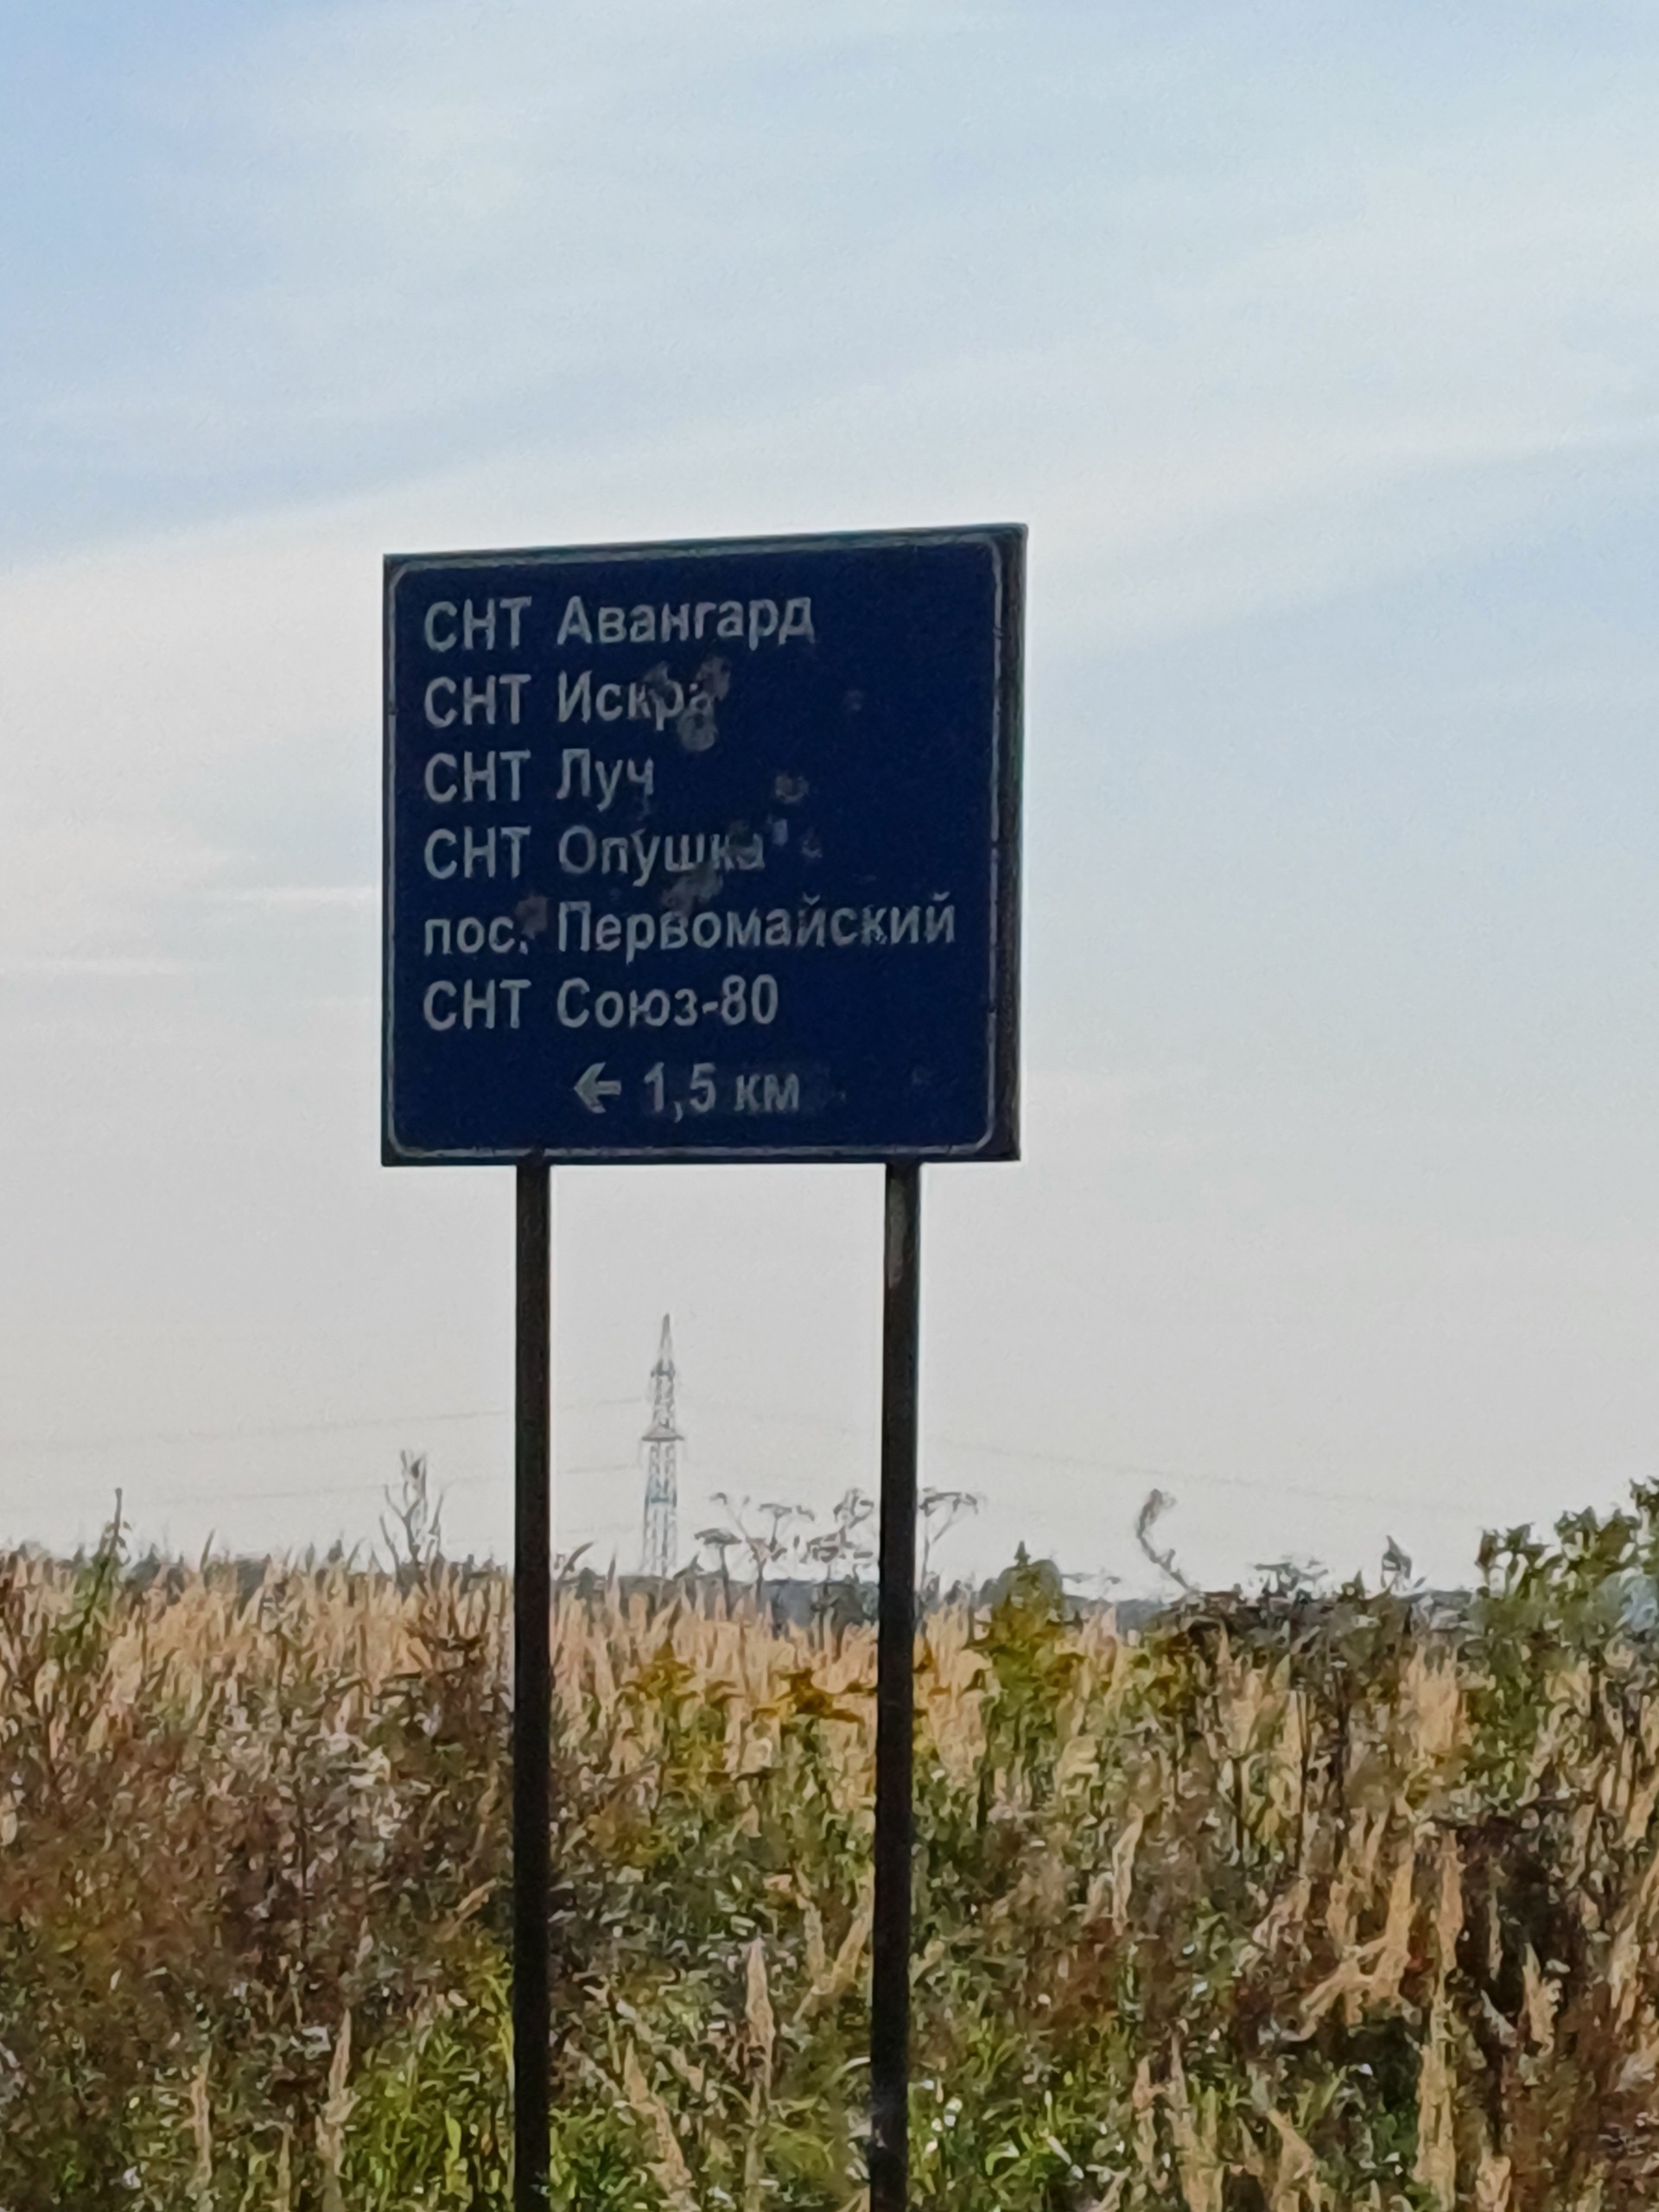 СНТ Авангард
СНТ Искра
СНТ Луч
СНТ Опушка
пос. Первомайский
СНТ Союз-80
← 1,5 км